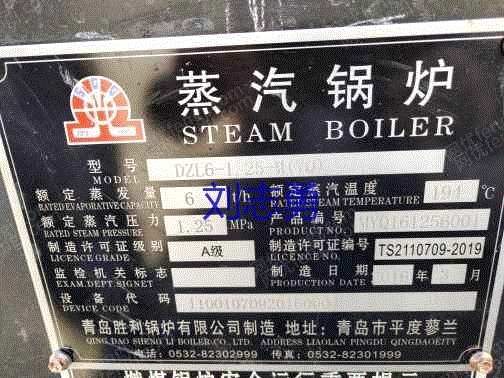 蒸汽锅炉
STEAM BOILER
型号
MODEL
额定蒸发量 6 t/h 额定蒸汽温度 194 ℃
RATED EVAPORATIVE CAPACITY RATED STEAM TEMPERATURE
额定蒸汽压力 1.25 MPa 产品编号
RATED STEAM PRESSURE PRODUCT NO.
制造许可证级别 A级 制造许可证编号 TS2110709-2019
LICENCE GRADE. LICENCE NO.
监检机关标志 制造日期
EXAM.DEPT.SIGNET PRODUCTION DATE
设备代码
DEVICE CODE
青岛胜利锅炉有限公司制造 地址:青岛市平度蓼兰
QING DAO SHENG LI BOILER CO.LTD. ADDRESS LIAOLAN PINGDU QINGDAOEITY
电话:0532-82302999 传真:0532-82301999